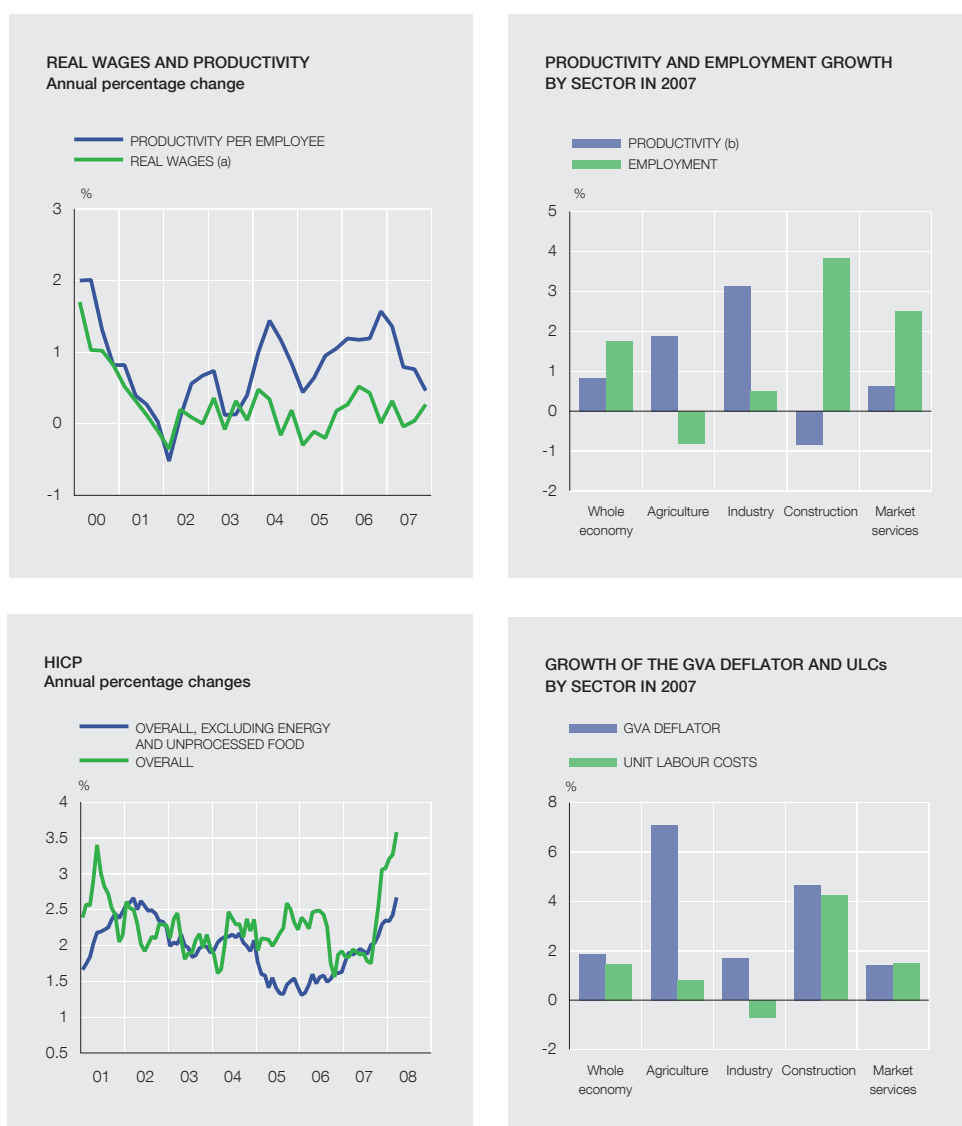 REAL WAGES AND PRODUCTIVITY
Annual percentage change
PRODUCTIVITY PER EMPLOYEE
REAL WAGES (a)
%
3
2
1
0
-1
00 01 02 03 04 05 06 07
PRODUCTIVITY AND EMPLOYMENT GROWTH
BY SECTOR IN 2007
PRODUCTIVITY (b)
EMPLOYMENT
%
5
4
3
2
1
0
-1
-2
Whole Agriculture Industry Construction Market
economy services
HICP
Annual percentage changes
OVERALL, EXCLUDING ENERGY
AND UNPROCESSED FOOD
OVERALL
%
4
3.5
3
2.5
2
1.5
1
0.5
01 02 03 04 05 06 07 08
GROWTH OF THE GVA DEFLATOR AND ULCs
BY SECTOR IN 2007
GVA DEFLATOR
UNIT LABOUR COSTS
%
8
6
4
2
0
-2
Whole Agriculture Industry Construction Market
economy services